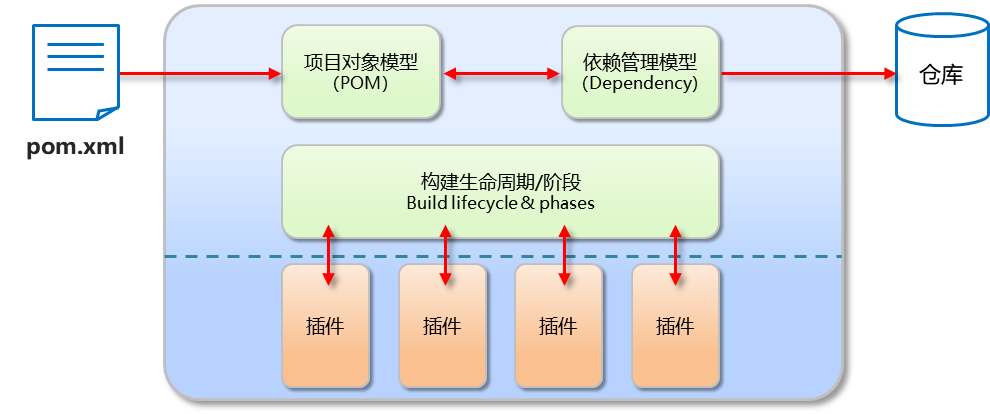 项目对象模型
(POM)
依赖管理模型
(Dependency)
仓库
pom.xml
构建生命周期/阶段
Build lifecycle & phases
插件
插件
插件
插件